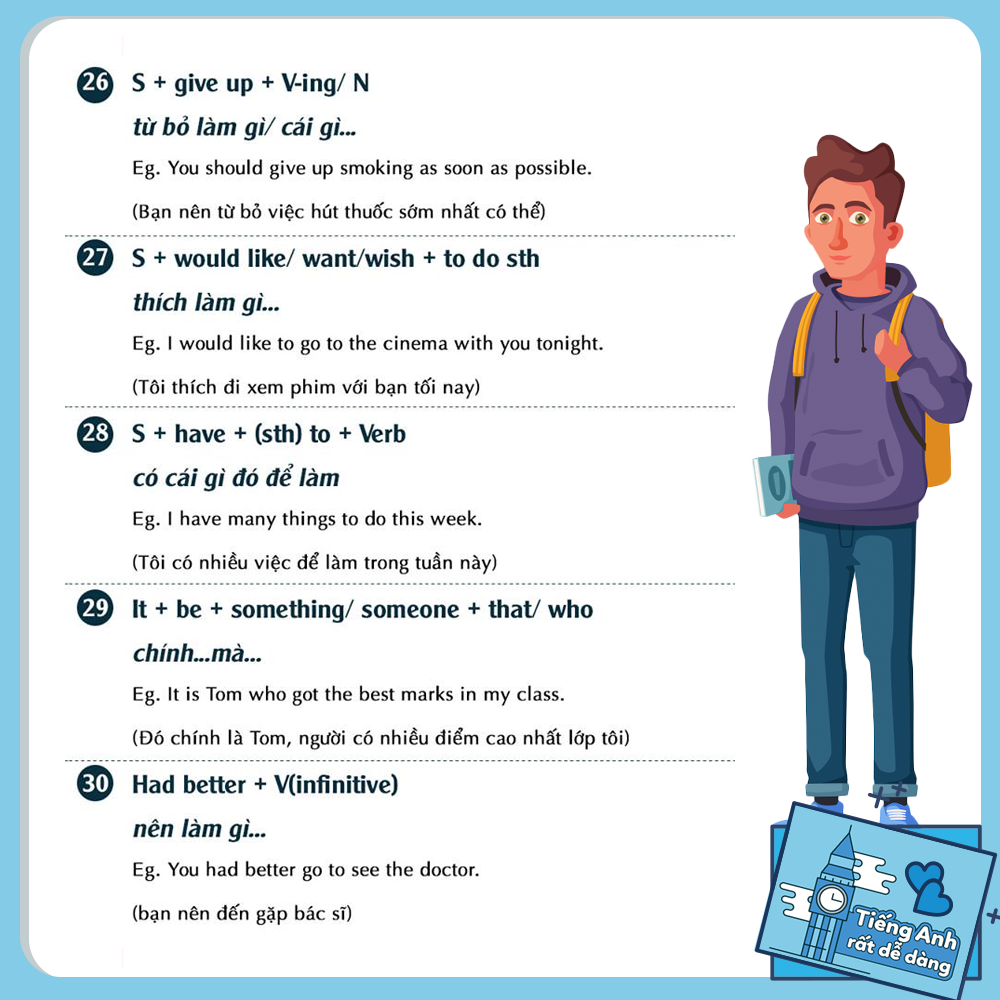 26 S + give up + V-ing/ N
từ bỏ làm gì/ cái gì...
Eg. You should give up smoking as soon as possible.
(Bạn nên từ bỏ việc hút thuốc sớm nhất có thể)
27 S + would like/ want/wish + to do sth
thích làm gì...
Eg. I would like to go to the cinema with you tonight.
(Tôi thích đi xem phim với bạn tối nay)
28 S + have + (sth) to + Verb
có cái gì đó để làm
Eg. I have many things to do this week.
(Tôi có nhiều việc để làm trong tuần này)
29 It + be + something/ someone + that/ who
chính...mà...
Eg. It is Tom who got the best marks in my class.
(Đó chính là Tom, người có nhiều điểm cao nhất lớp tôi)
30 Had better + V(infinitive)
nên làm gì...
Eg. You had better go to see the doctor.
(bạn nên đến gặp bác sĩ)
Tiếng Anh
rất dễ dàng